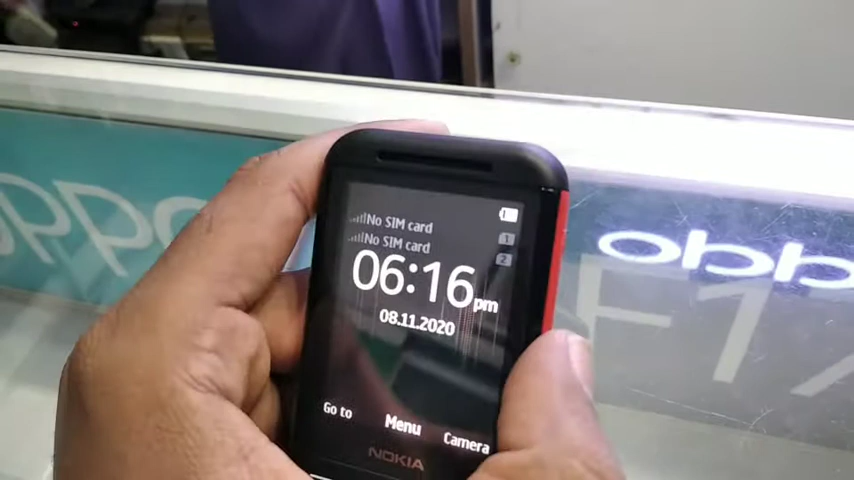 oppo
No SIM card
No SIM card
1
2
06:16pm
08.11.2020
Go to
Menu
Camera
NOKIA
oppo
F17